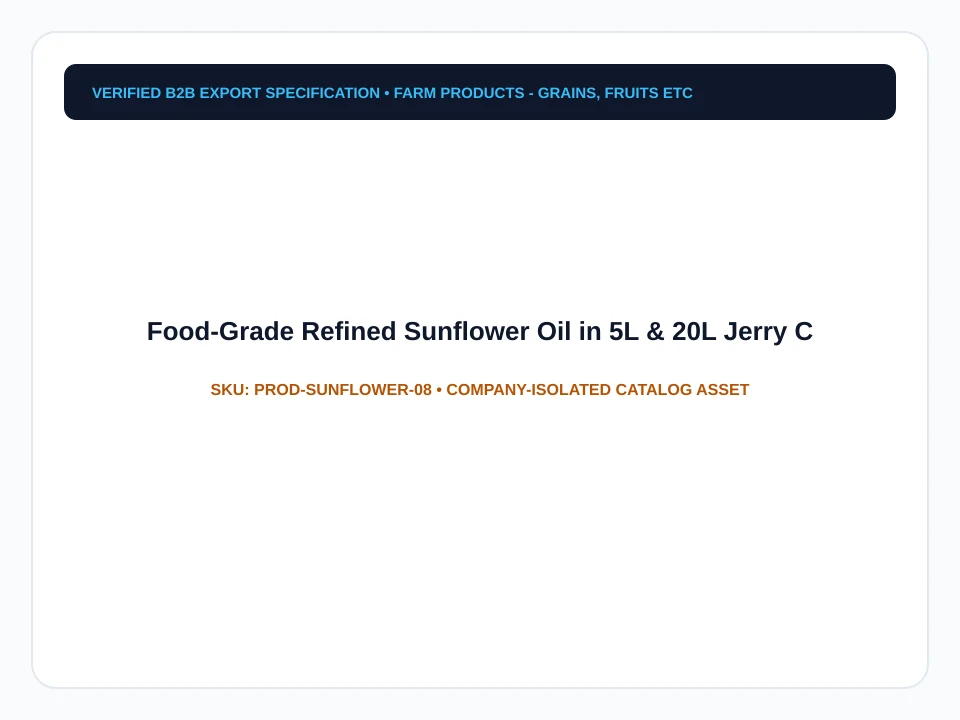 VERIFIED B2B EXPORT SPECIFICATION • FARM PRODUCTS - GRAINS, FRUITS ETC
Food-Grade Refined Sunflower Oil in 5L & 20L Jerry C
SKU: PROD-SUNFLOWER-08 • COMPANY-ISOLATED CATALOG ASSET